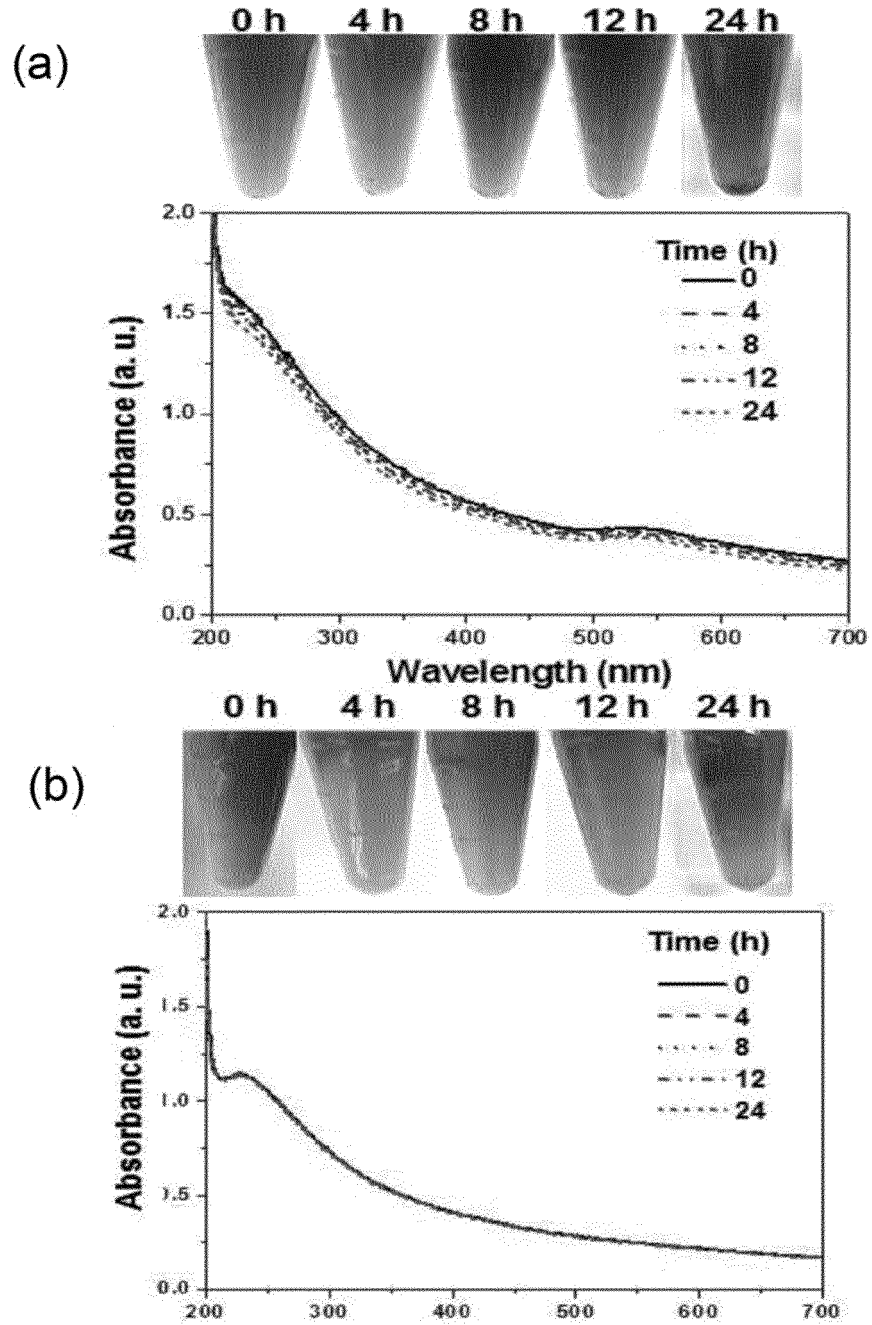 (a)
0 h 4 h 8 h 12 h 24 h
2.0
1.5
1.0
0.5
0.0
Absorbance (a. u.)
Time (h)
0
4
8
12
24
200 300 400 500 600 700
Wavelength (nm)
(b)
0 h 4 h 8 h 12 h 24 h
2.0
1.5
1.0
0.5
0.0
Absorbance (a. u.)
Time (h)
0
4
8
12
24
200 300 400 500 600 700